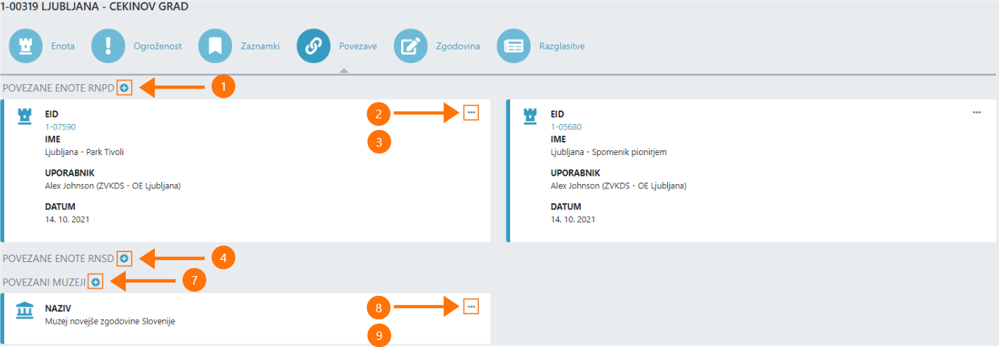 1-00319 LJUBLJANA - CEKINOV GRAD
Enota
Ogroženost
Zaznamki
Povezave
Zgodovina
Razglasitve
POVEZANE ENOTE RNPD
1
EID
1-07590
IME
Ljubljana - Park Tivoli
UPORABNIK
Alex Johnson (ZVKDS - OE Ljubljana)
DATUM
14. 10. 2021
2
3
EID
1-05680
IME
Ljubljana - Spomenik pionirjem
UPORABNIK
Alex Johnson (ZVKDS - OE Ljubljana)
DATUM
14. 10. 2021
POVEZANE ENOTE RNSD
4
POVEZANI MUZEJI
7
NAZIV
Muzej novejše zgodovine Slovenije
8
9